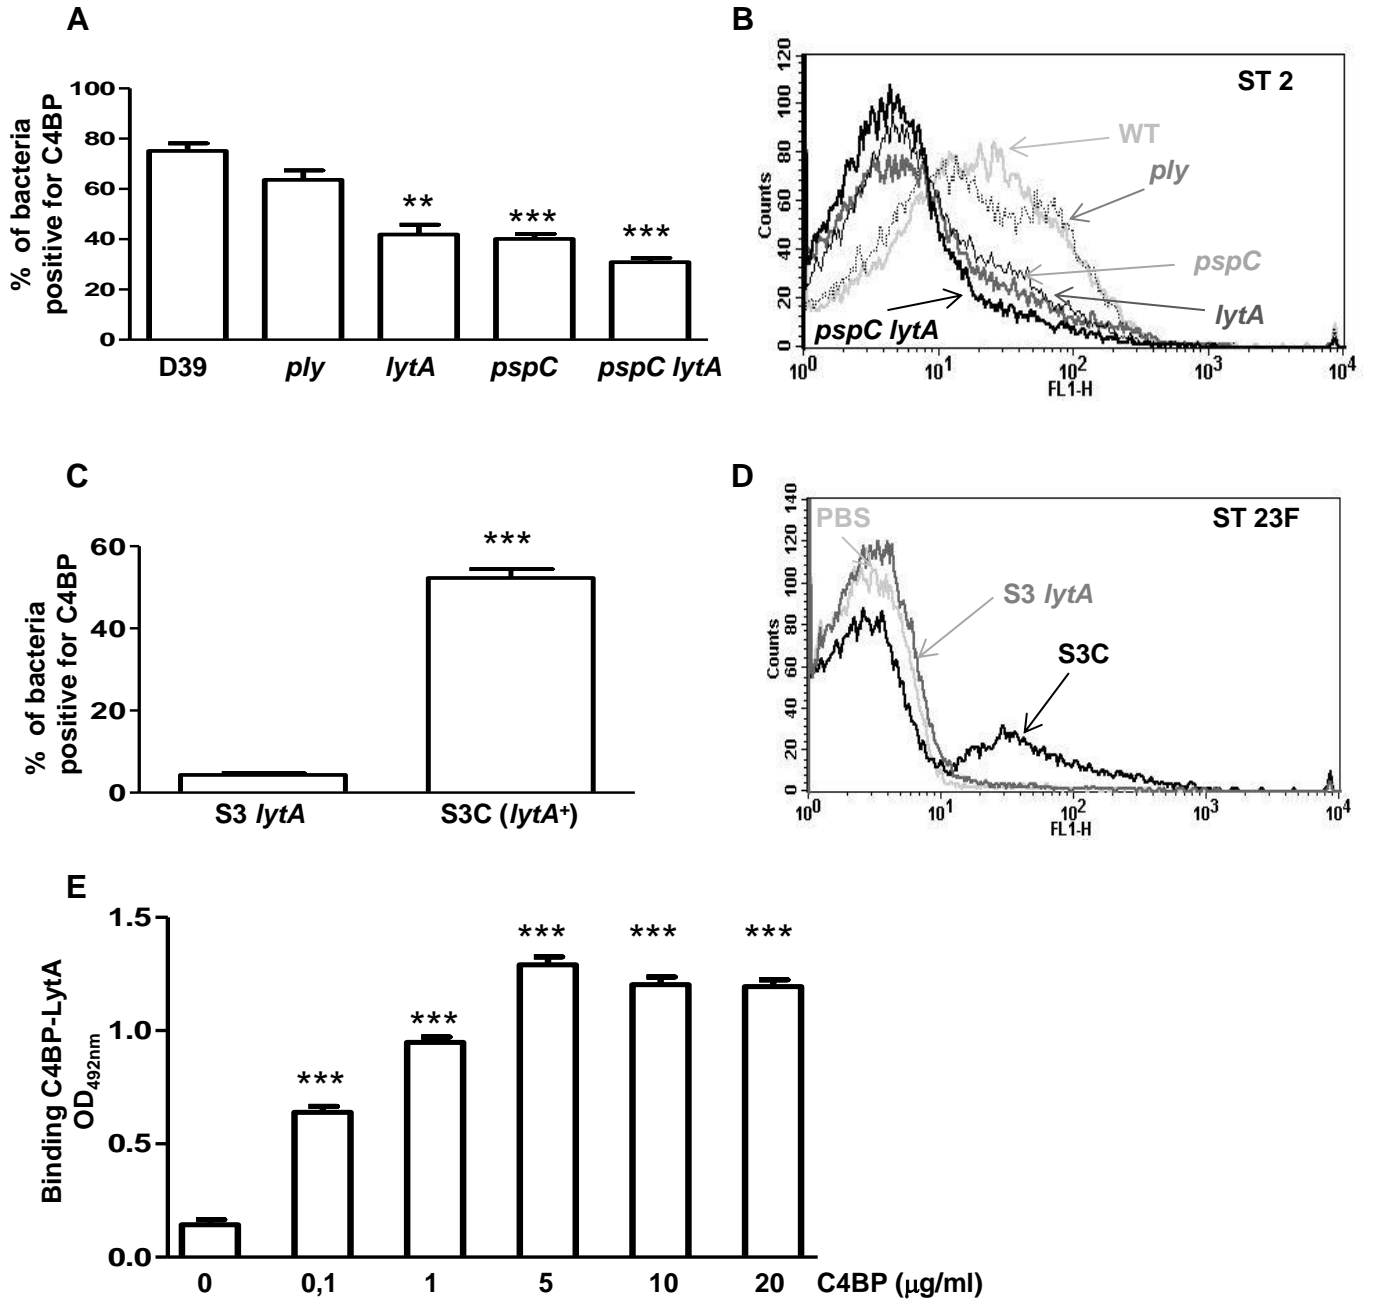 A
% of bacteria
positive for C4BP
100
80
60
40
20
0
**
***
***
D39 ply lytA pspC pspC lytA
B
Counts
120
100
80
60
40
20
0
ST 2
WT
ply
pspC
lytA
pspC lytA
10⁰ 10¹ 10² 10³ 10⁴
FL1-H
C
% of bacteria
positive for C4BP
60
40
20
0
***
S3 lytA S3C (lytA⁺)
D
Counts
140
120
100
80
60
40
20
0
PBS
ST 23F
S3 lytA
S3C
10⁰ 10¹ 10² 10³ 10⁴
FL1-H
E
Binding C4BP-LytA
OD₄₉₂nm
1.5
1.0
0.5
0.0
***
***
***
***
***
0 0,1 1 5 10 20 C4BP (μg/ml)